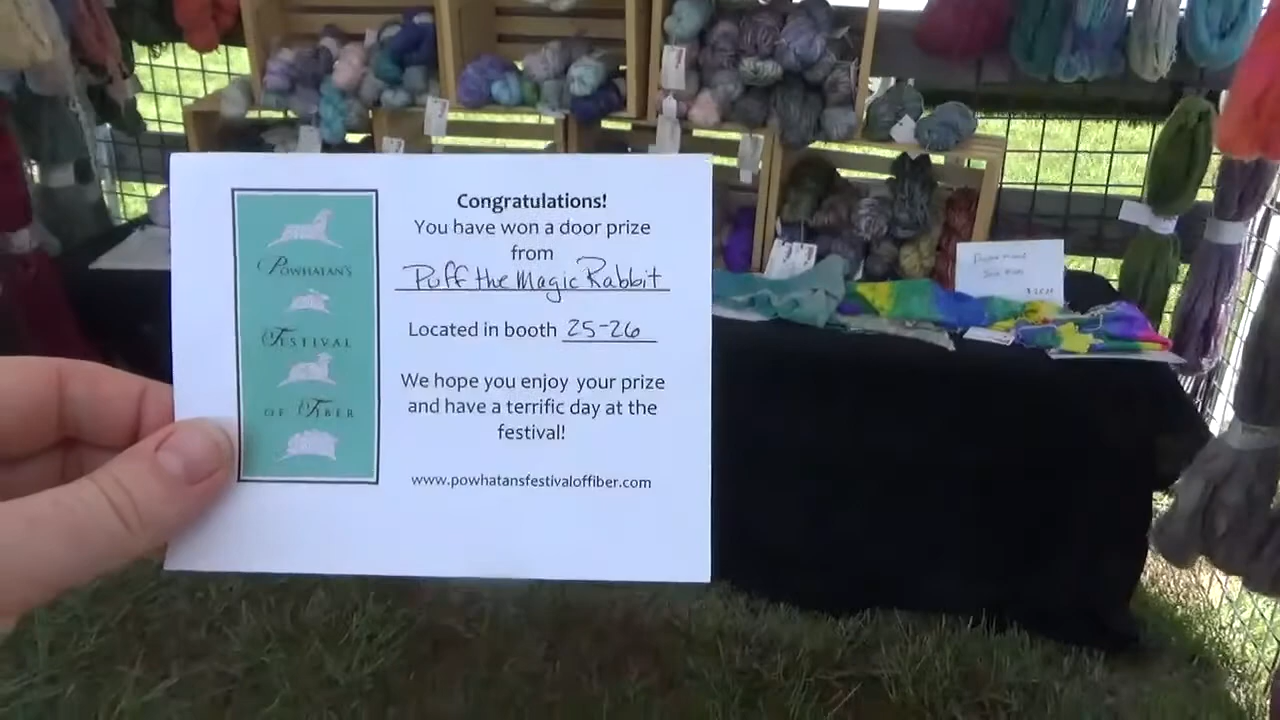 Congratulations!
You have won a door prize
from
Puff the Magic Rabbit
Located in booth 25-26
We hope you enjoy your prize
and have a terrific day at the
festival!
www.powhatansfestivaloffiber.com
POWHATAN'S
FESTIVAL
OF FIBER